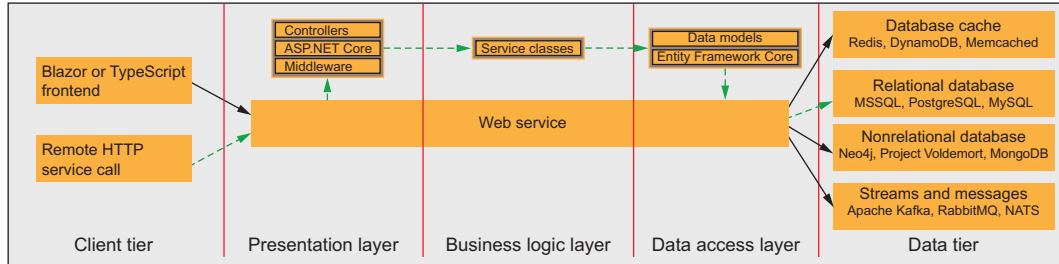 Controllers
ASP.NET Core
Middleware
Service classes
Data models
Entity Framework Core
Database cache
Redis, DynamoDB, Memcached
Blazor or TypeScript
frontend
Relational database
MSSQL, PostgreSQL, MySQL
Web service
Remote HTTP
service call
Nonrelational database
Neo4j, Project Voldemort, MongoDB
Streams and messages
Apache Kafka, RabbitMQ, NATS
Client tier
Presentation layer
Business logic layer
Data access layer
Data tier